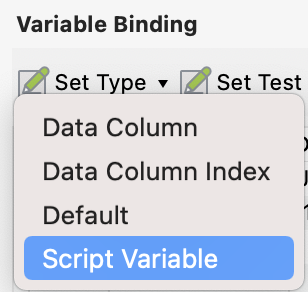 Variable Binding
Set Type ▾ Set Test
Data Column
Data Column Index
Default
Script Variable